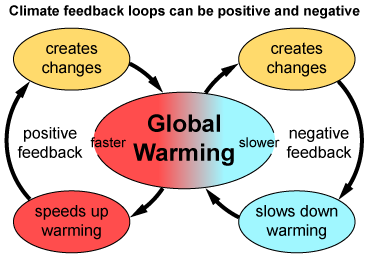 Climate feedback loops can be positive and negative
creates
changes
creates
changes
positive
feedback
faster
Global
Warming
slower
negative
feedback
speeds up
warming
slows down
warming